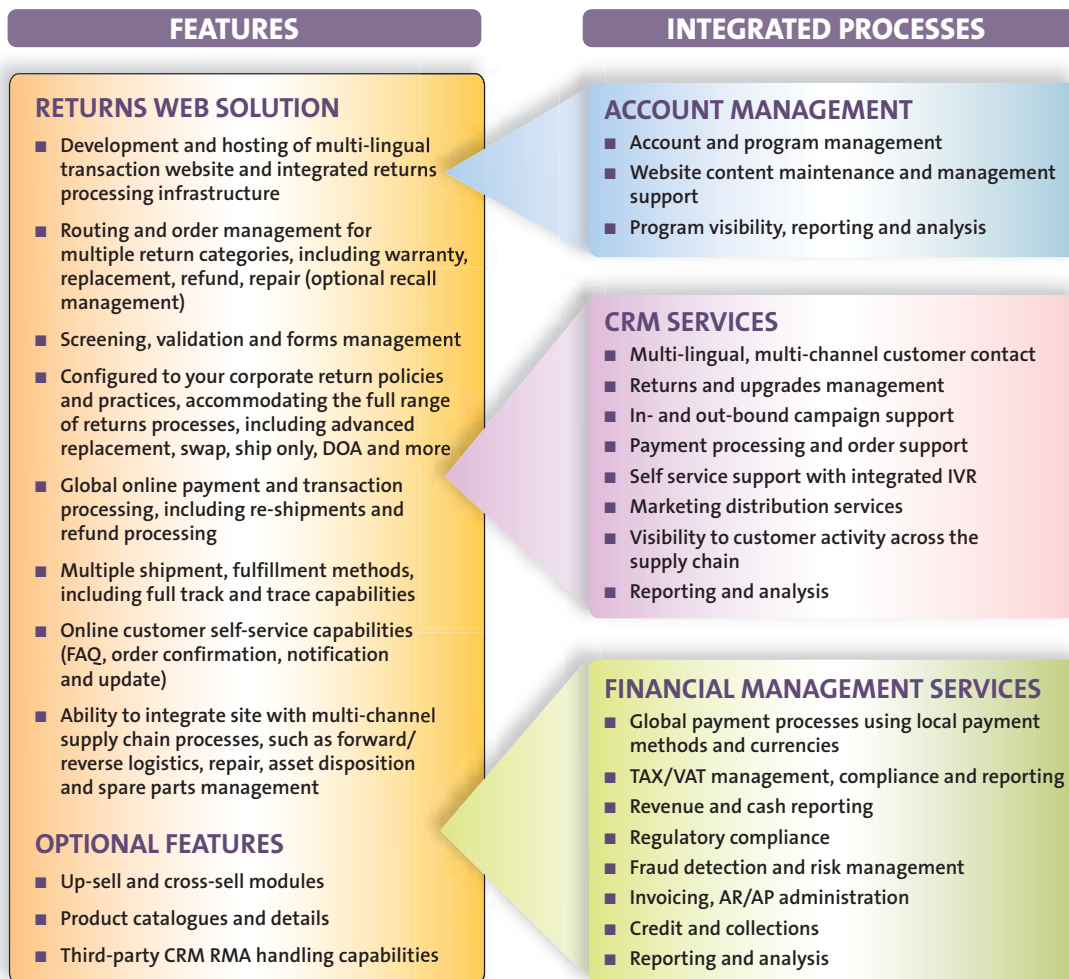 FEATURES
RETURNS WEB SOLUTION
■ Development and hosting of multi-lingual
transaction website and integrated returns
processing infrastructure
■ Routing and order management for
multiple return categories, including warranty,
replacement, refund, repair (optional recall
management)
■ Screening, validation and forms management
■ Configured to your corporate return policies
and practices, accommodating the full range
of returns processes, including advanced
replacement, swap, ship only, DOA and more
■ Global online payment and transaction
processing, including re-shipments and
refund processing
■ Multiple shipment, fulfillment methods,
including full track and trace capabilities
■ Online customer self-service capabilities
(FAQ, order confirmation, notification
and update)
■ Ability to integrate site with multi-channel
supply chain processes, such as forward/
reverse logistics, repair, asset disposition
and spare parts management
OPTIONAL FEATURES
■ Up-sell and cross-sell modules
■ Product catalogues and details
■ Third-party CRM RMA handling capabilities
INTEGRATED PROCESSES
ACCOUNT MANAGEMENT
■ Account and program management
■ Website content maintenance and management
support
■ Program visibility, reporting and analysis
CRM SERVICES
■ Multi-lingual, multi-channel customer contact
■ Returns and upgrades management
■ In- and out-bound campaign support
■ Payment processing and order support
■ Self service support with integrated IVR
■ Marketing distribution services
■ Visibility to customer activity across the
supply chain
■ Reporting and analysis
FINANCIAL MANAGEMENT SERVICES
■ Global payment processes using local payment
methods and currencies
■ TAX/VAT management, compliance and reporting
■ Revenue and cash reporting
■ Regulatory compliance
■ Fraud detection and risk management
■ Invoicing, AR/AP administration
■ Credit and collections
■ Reporting and analysis